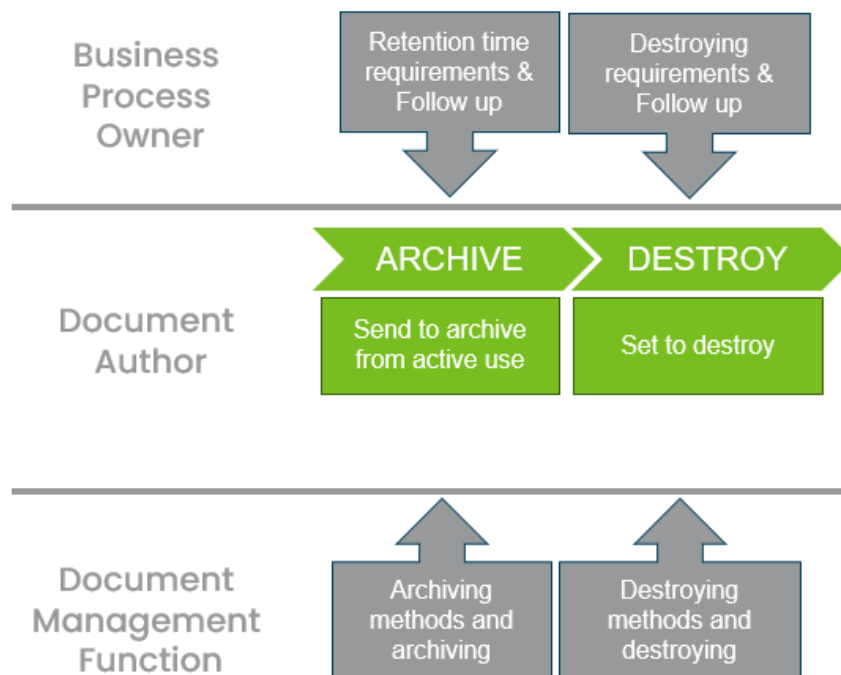 Business
Process
Owner
Retention time
requirements &
Follow up
Destroying
requirements &
Follow up
Document
Author
ARCHIVE
DESTROY
Send to archive
from active use
Set to destroy
Document
Management
Function
Archiving
methods and
archiving
Destroying
methods and
destroying